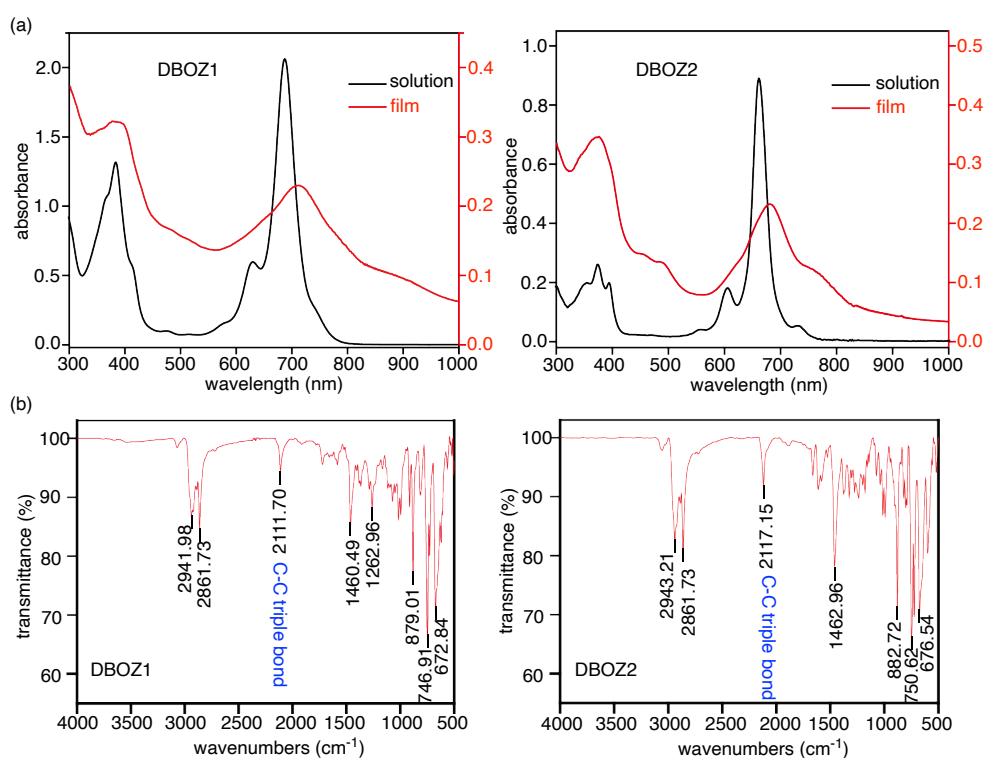 (a)
DBOZ1
solution
film
absorbance
2.0
1.5
1.0
0.5
0.0
0.4
0.3
0.2
0.1
0.0
300 400 500 600 700 800 900 1000
wavelength (nm)
DBOZ2
solution
film
absorbance
1.0
0.8
0.6
0.4
0.2
0.0
0.5
0.4
0.3
0.2
0.1
0.0
300 400 500 600 700 800 900 1000
wavelength (nm)
(b)
transmittance (%)
100
90
80
70
60
2941.98
2861.73
2111.70
C-C triple bond
1460.49
1262.96
879.01
746.91
672.84
DBOZ1
4000 3000 2000 1000 500
wavenumbers (cm-1)
transmittance (%)
100
90
80
70
60
2943.21
2861.73
2117.15
C-C triple bond
1462.96
882.72
750.62
676.54
DBOZ2
4000 3000 2000 1000 500
wavenumbers (cm-1)